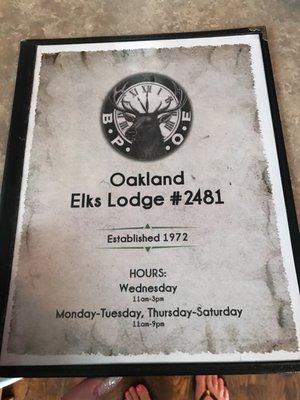 B.P.O.E
Oakland
Elks Lodge #2481
Established 1972
HOURS:
Wednesday
11am-3pm
Monday-Tuesday, Thursday-Saturday
11am-9pm